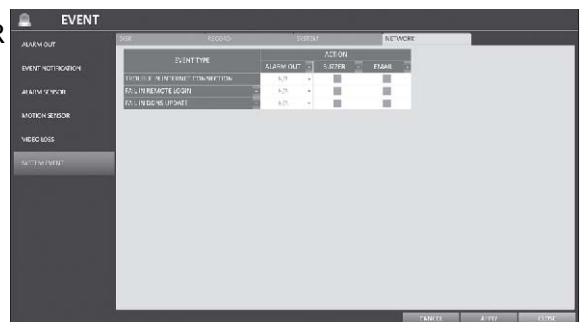 R
EVENT
DISK RECORD SYSTEM NETWORK
ALARM OUT
EVENT NOTIFICATION
ALARM SENSOR
MOTION SENSOR
VIDEO LOSS
SYSTEM EVENT
EVENT TYPE ACTION
ALARM OUT BUZZER EMAIL
TROUBLE IN INTERNET CONNECTION N/A
FAIL IN REMOTE LOGIN N/A
FAIL IN DDNS UPDATE N/A
CANCEL APPLY CLOSE